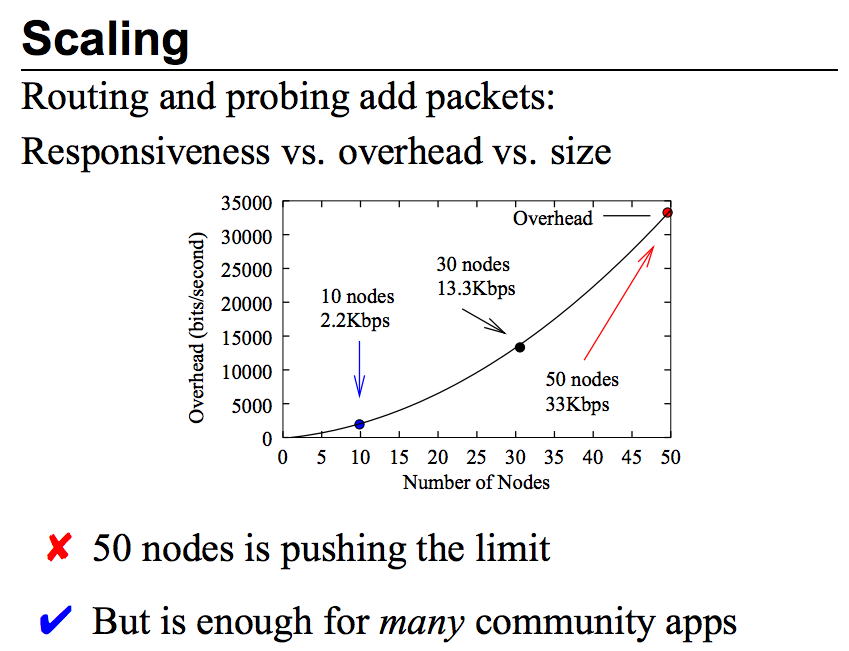 Scaling
Routing and probing add packets:
Responsiveness vs. overhead vs. size
35000
30000
25000
20000
15000
10000
5000
0
Overhead (bits/second)
Overhead
30 nodes
13.3Kbps
10 nodes
2.2Kbps
50 nodes
33Kbps
0 5 10 15 20 25 30 35 40 45 50
Number of Nodes
✘ 50 nodes is pushing the limit
✔ But is enough for many community apps